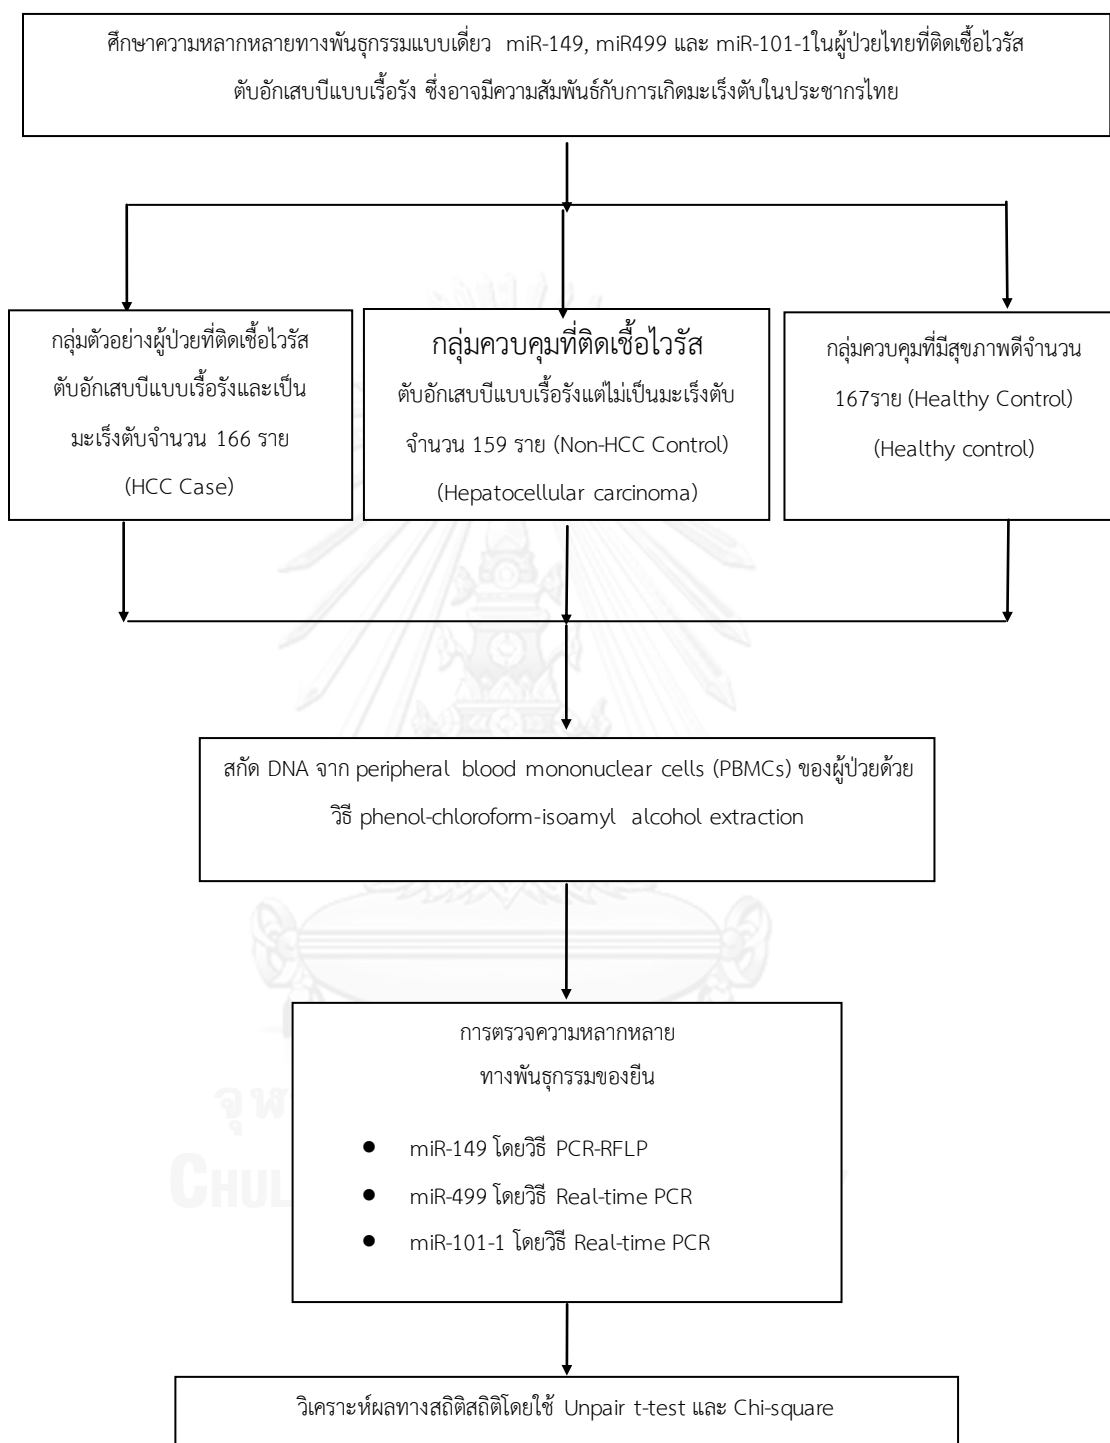 ศึกษาความหลากหลายทางพันธุกรรมแบบเดี่ยว miR-149, miR499 และ miR-101-1ในผู้ป่วยไทยที่ติดเชื้อไวรัส
ตับอักเสบบีแบบเรื้อรัง ซึ่งอาจมีความสัมพันธ์กับการเกิดมะเร็งตับในประชากรไทย
กลุ่มตัวอย่างผู้ป่วยที่ติดเชื้อไวรัส
ตับอักเสบบีแบบเรื้อรังและเป็น
มะเร็งตับจำนวน 166 ราย
(HCC Case)
กลุ่มควบคุมที่ติดเชื้อไวรัส
ตับอักเสบบีแบบเรื้อรังแต่ไม่เป็นมะเร็งตับ
จำนวน 159 ราย (Non-HCC Control)
(Hepatocellular carcinoma)
กลุ่มควบคุมที่มีสุขภาพดีจำนวน
167ราย (Healthy Control)
(Healthy control)
สกัด DNA จาก peripheral blood mononuclear cells (PBMCs) ของผู้ป่วยด้วย
วิธี phenol-chloroform-isoamyl alcohol extraction
การตรวจความหลากหลาย
ทางพันธุกรรมของยีน
● miR-149 โดยวิธี PCR-RFLP
● miR-499 โดยวิธี Real-time PCR
● miR-101-1 โดยวิธี Real-time PCR
จุฬ
CHUL
วิเคราะห์ผลทางสถิติสถิติโดยใช้ Unpair t-test และ Chi-square